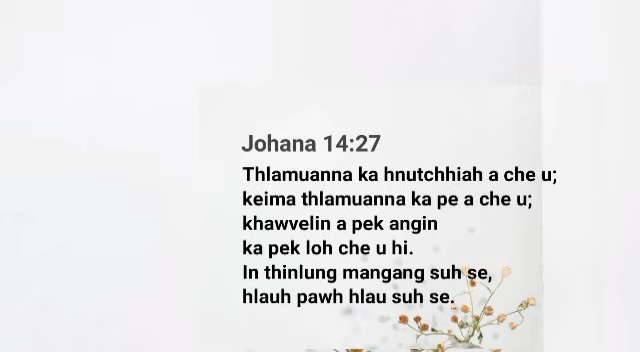 Johana 14:27
Thlamuanna ka hnutchhiah a che u;
keima thlamuanna ka pe a che u;
khawvelin a pek angin
ka pek loh che u hi.
In thinlung mangang suh se,
hlauh pawh hlau suh se.